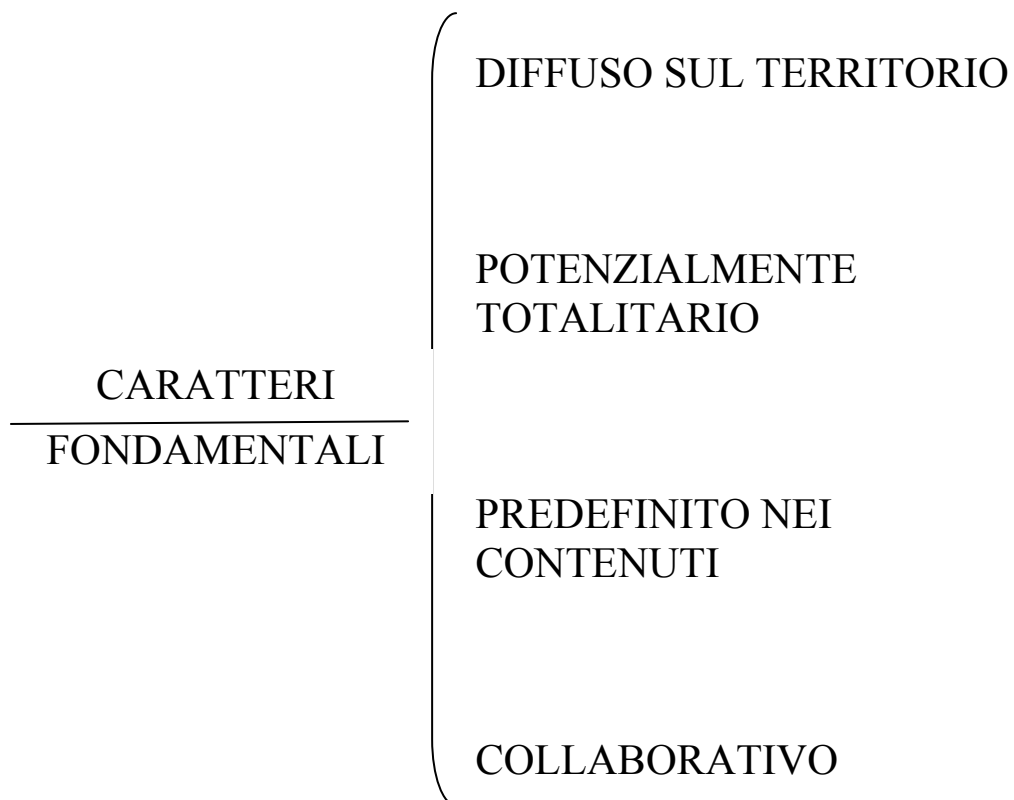 DIFFUSO SUL TERRITORIO
POTENZIALMENTE
TOTALITARIO
CARATTERI
FONDAMENTALI
PREDEFINITO NEI
CONTENUTI
COLLABORATIVO